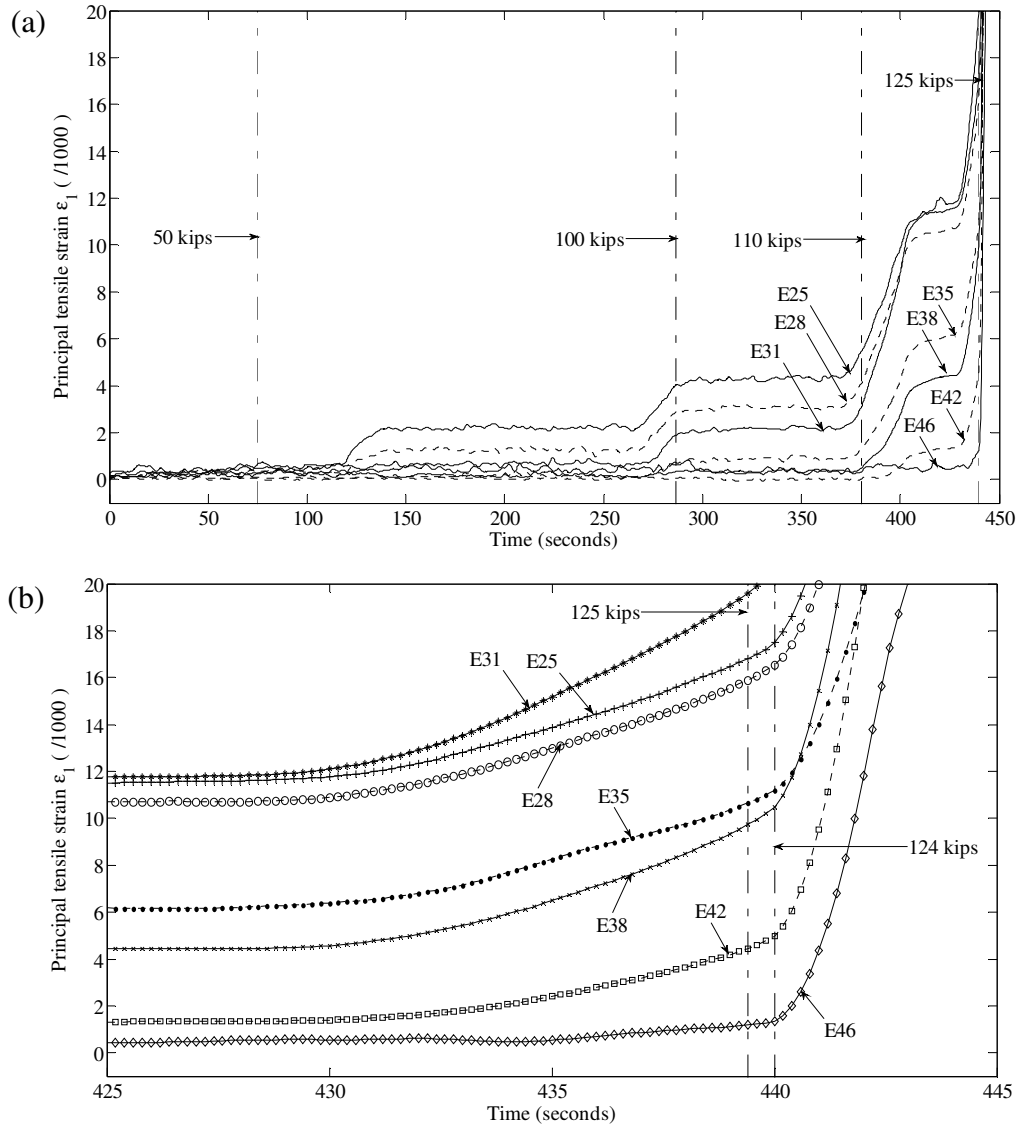 (a)
Principal tensile strain ε1 ( /1000)
20
18
16
14
12
10
8
6
4
2
0
50 kips
100 kips
110 kips
125 kips
E25
E28
E31
E35
E38
E42
E46
0 50 100 150 200 250 300 350 400 450
Time (seconds)
(b)
Principal tensile strain ε1 ( /1000)
20
18
16
14
12
10
8
6
4
2
0
125 kips
E31
E25
E28
E35
E38
124 kips
E42
E46
425 430 435 440 445
Time (seconds)